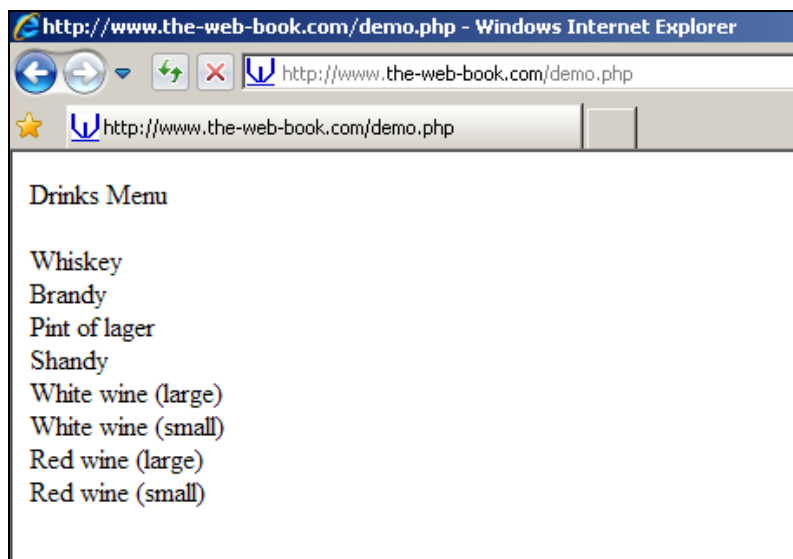 http://www.the-web-book.com/demo.php - Windows Internet Explorer
http://www.the-web-book.com/demo.php
http://www.the-web-book.com/demo.php
Drinks Menu
Whiskey
Brandy
Pint of lager
Shandy
White wine (large)
White wine (small)
Red wine (large)
Red wine (small)